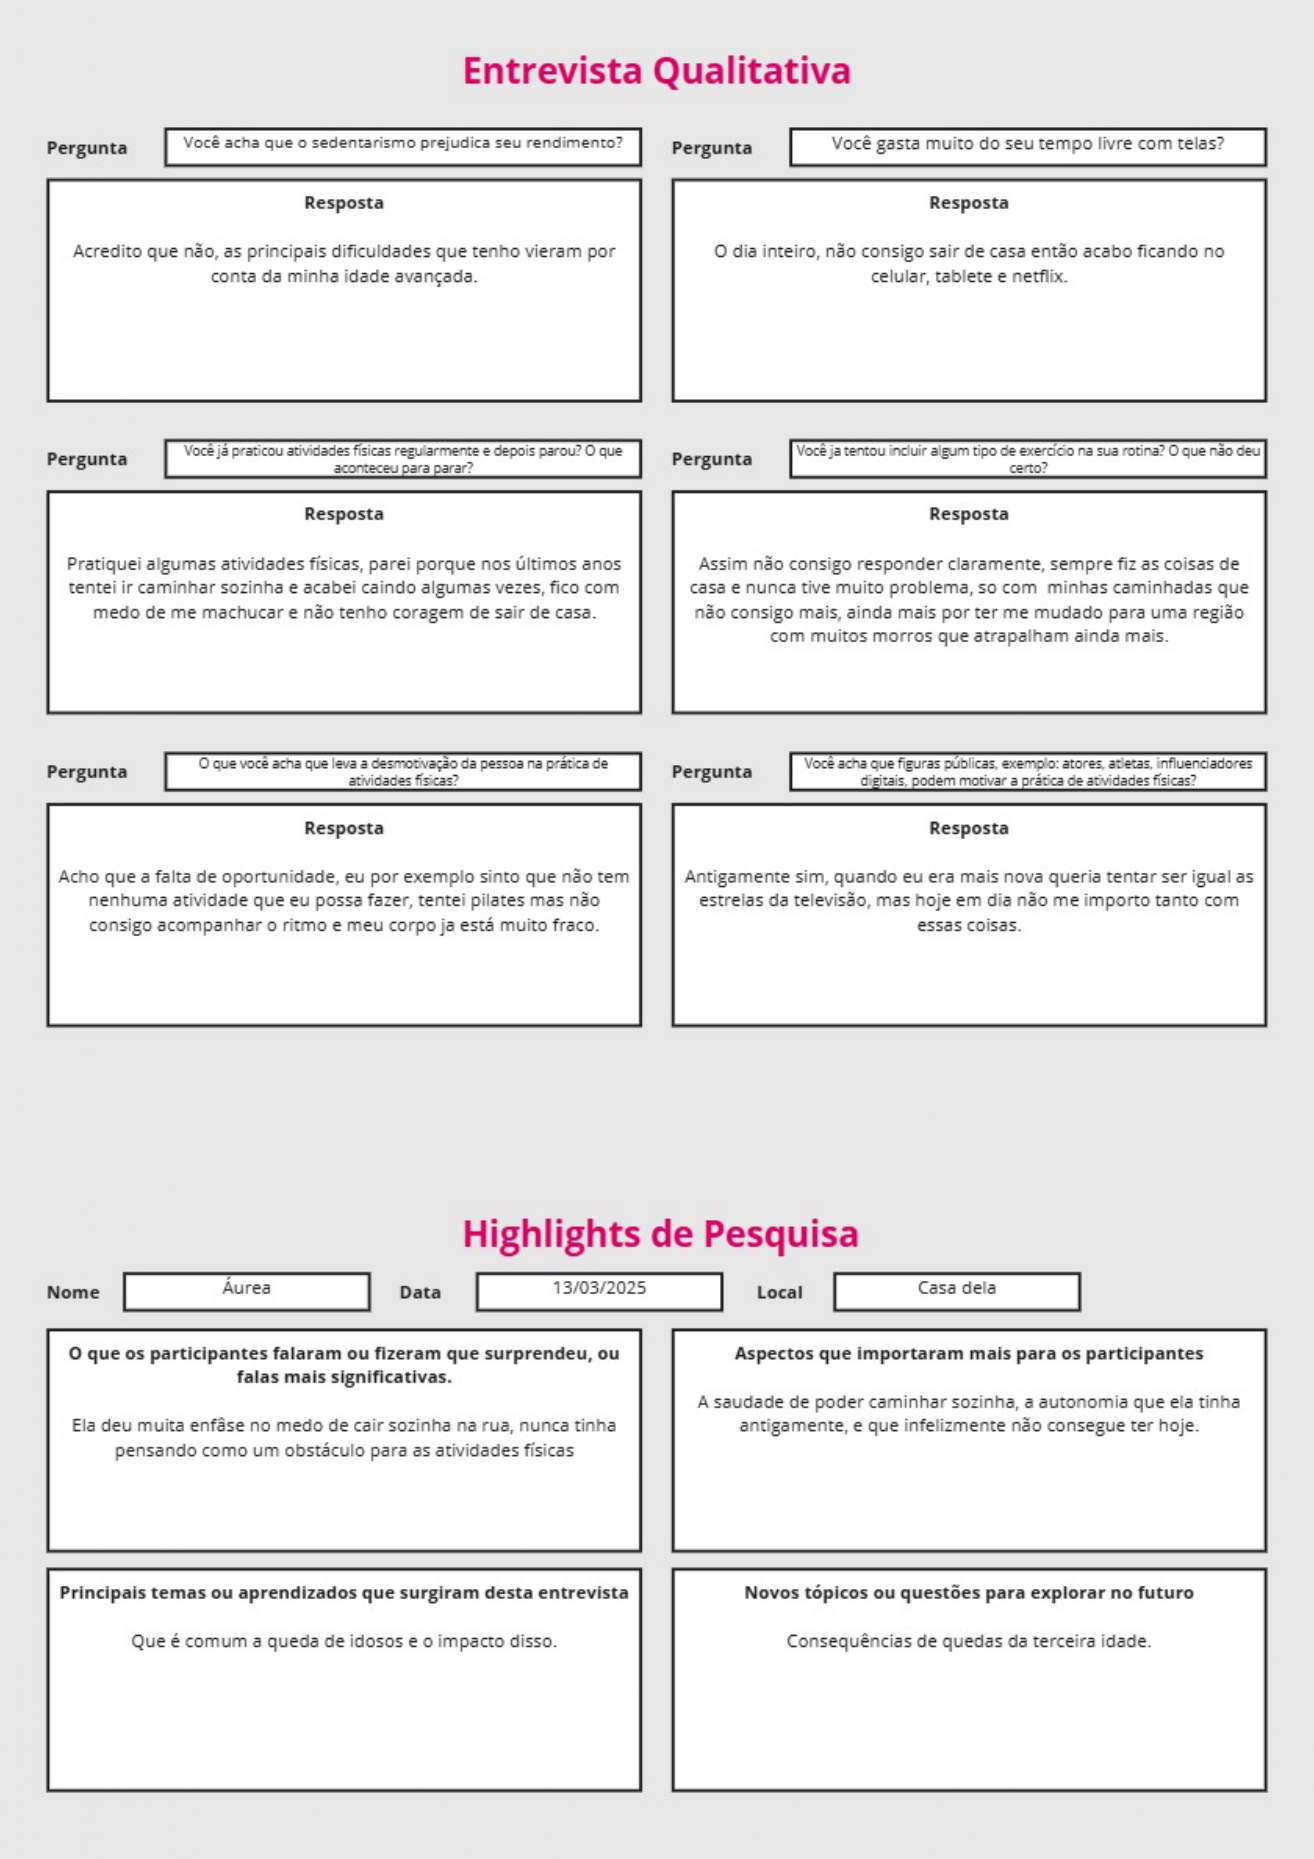 Entrevista Qualitativa
Pergunta
Você acha que o sedentarismo prejudica seu rendimento?
Resposta
Acredito que não, as principais dificuldades que tenho vieram por
conta da minha idade avançada.
Pergunta
Você gasta muito do seu tempo livre com telas?
Resposta
O dia inteiro, não consigo sair de casa então acabo ficando no
celular, tablete e netflix.
Pergunta
Você já praticou atividades físicas regularmente e depois parou? O que
aconteceu para parar?
Resposta
Pratiquei algumas atividades físicas, parei porque nos últimos anos
tentei ir caminhar sozinha e acabei caindo algumas vezes, fico com
medo de me machucar e não tenho coragem de sair de casa.
Pergunta
Você ja tentou incluir algum tipo de exercício na sua rotina? O que não deu
certo?
Resposta
Assim não consigo responder claramente, sempre fiz as coisas de
casa e nunca tive muito problema, so com  minhas caminhadas que
não consigo mais, ainda mais por ter me mudado para uma região
com muitos morros que atrapalham ainda mais.
Pergunta
O que você acha que leva a desmotivação da pessoa na prática de
atividades físicas?
Resposta
Acho que a falta de oportunidade, eu por exemplo sinto que não tem
nenhuma atividade que eu possa fazer, tentei pilates mas não
consigo acompanhar o ritmo e meu corpo ja está muito fraco.
Pergunta
Você acha que figuras públicas, exemplo: atores, atletas, influenciadores
digitais, podem motivar a prática de atividades físicas?
Resposta
Antigamente sim, quando eu era mais nova queria tentar ser igual as
estrelas da televisão, mas hoje em dia não me importo tanto com
essas coisas.
Highlights de Pesquisa
Nome
Áurea
Data
13/03/2025
Local
Casa dela
O que os participantes falaram ou fizeram que surpreendeu, ou
falas mais significativas.
Ela deu muita enfâse no medo de cair sozinha na rua, nunca tinha
pensando como um obstáculo para as atividades físicas
Aspectos que importaram mais para os participantes
A saudade de poder caminhar sozinha, a autonomia que ela tinha
antigamente, e que infelizmente não consegue ter hoje.
Principais temas ou aprendizados que surgiram desta entrevista
Que é comum a queda de idosos e o impacto disso.
Novos tópicos ou questões para explorar no futuro
Consequências de quedas da terceira idade.